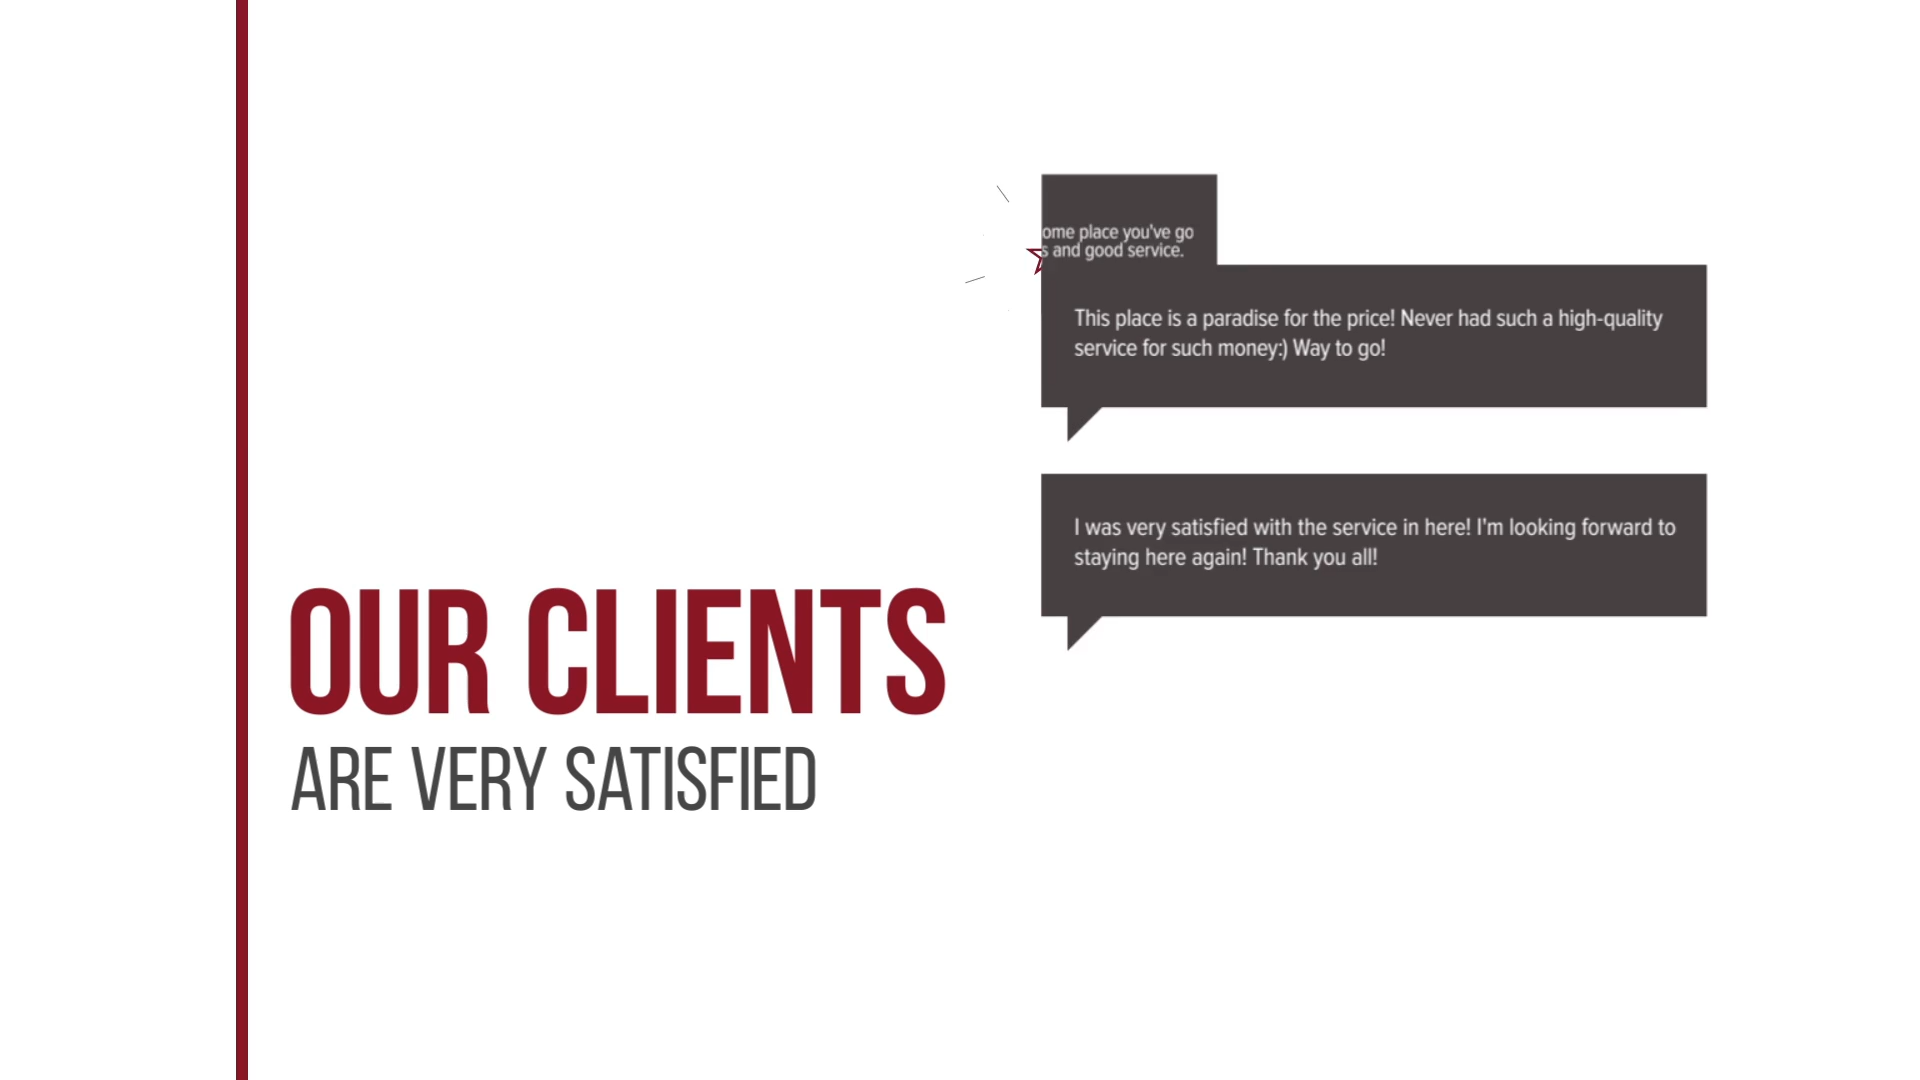 OUR CLIENTS
ARE VERY SATISFIED
place you've go
and good service.
This place is a paradise for the price! Never had such a high-quality
service for such money:) Way to go!
I was very satisfied with the service in here! I'm looking forward to
staying here again! Thank you all!